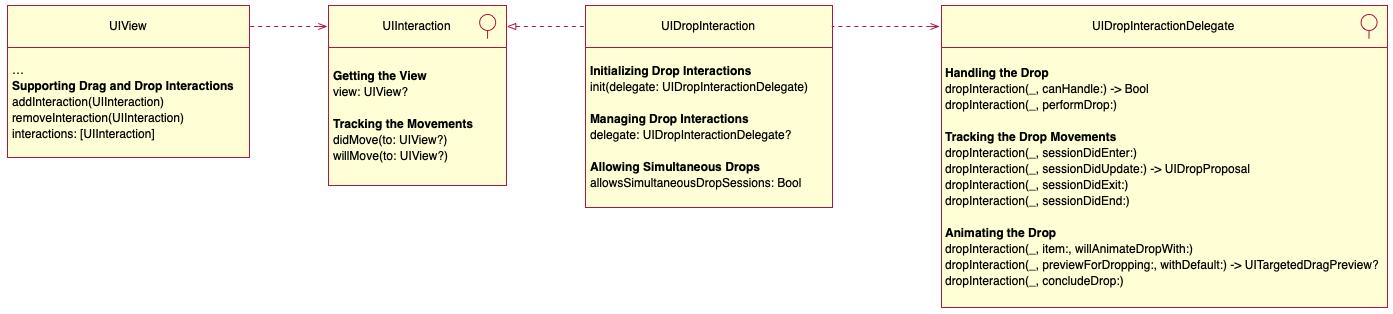 UIView
...
Supporting Drag and Drop Interactions
addInteraction(UIInteraction)
removeInteraction(UIInteraction)
interactions: [UIInteraction]
UIInteraction
Getting the View
view: UIView?
Tracking the Movements
didMove(to: UIView?)
willMove(to: UIView?)
UIDropInteraction
Initializing Drop Interactions
init(delegate: UIDropInteractionDelegate)
Managing Drop Interactions
delegate: UIDropInteractionDelegate?
Allowing Simultaneous Drops
allowsSimultaneousDropSessions: Bool
UIDropInteractionDelegate
Handling the Drop
dropInteraction(_, canHandle:) -> Bool
dropInteraction(_, performDrop:)
Tracking the Drop Movements
dropInteraction(_, sessionDidEnter:)
dropInteraction(_, sessionDidUpdate:) -> UIDropProposal
dropInteraction(_, sessionDidExit:)
dropInteraction(_, sessionDidEnd:)
Animating the Drop
dropInteraction(_, item:, willAnimateDropWith:)
dropInteraction(_, previewForDropping:, withDefault:) -> UITargetedDragPreview?
dropInteraction(_, concludeDrop:)